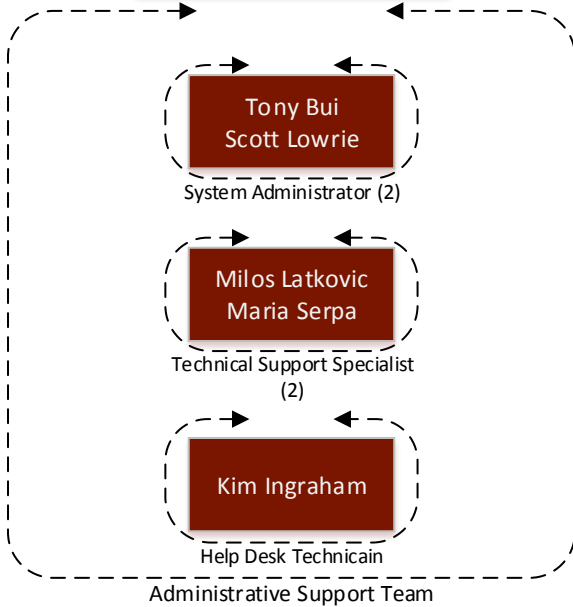 Tony Bui
Scott Lowrie
System Administrator (2)
Milos Latkovic
Maria Serpa
Technical Support Specialist
(2)
Kim Ingraham
Help Desk Technicain
Administrative Support Team